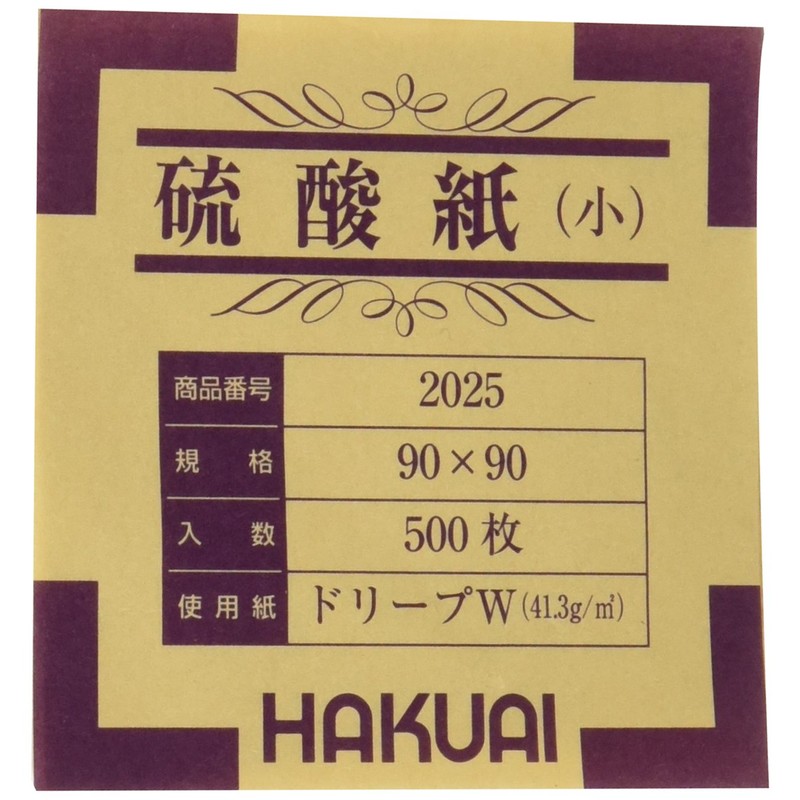 硫酸紙（小）
商品番号 2025
規格 90×90
入数 500枚
使用紙 ドリープW（41.3g/㎡）
HAKUAI